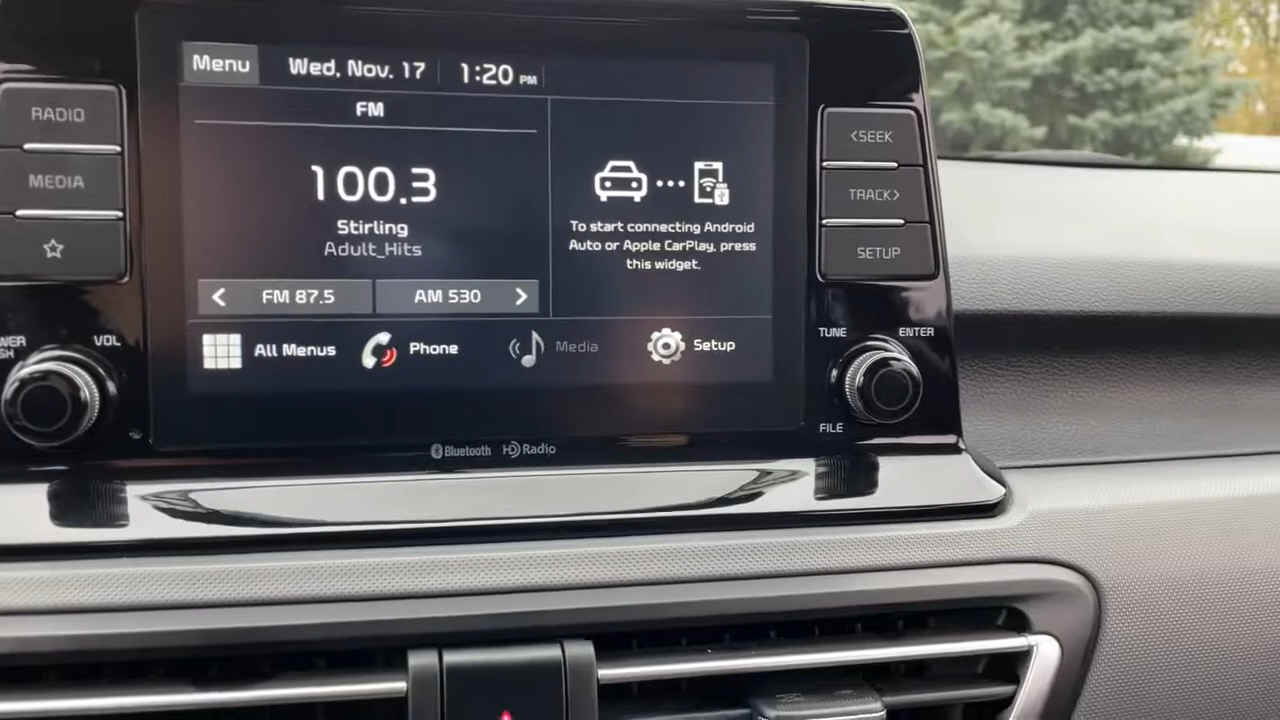 Menu
Wed, Nov. 17
1:20 PM
RADIO
MEDIA
FM
100.3
Stirling
Adult_Hits
FM 87.5
AM 530
To start connecting Android
Auto or Apple CarPlay, press
this widget.
All Menus
Phone
Media
Setup
<SEEK
TRACK>
SETUP
VOL
TUNE
ENTER
FILE
Bluetooth
HD Radio